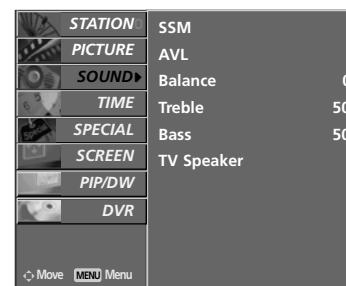 STATION
PICTURE
SOUND
TIME
SPECIAL
SCREEN
PIP/DW
DVR
Move MENU Menu
SSM
AVL
Balance 0
Treble 50
Bass 50
TV Speaker